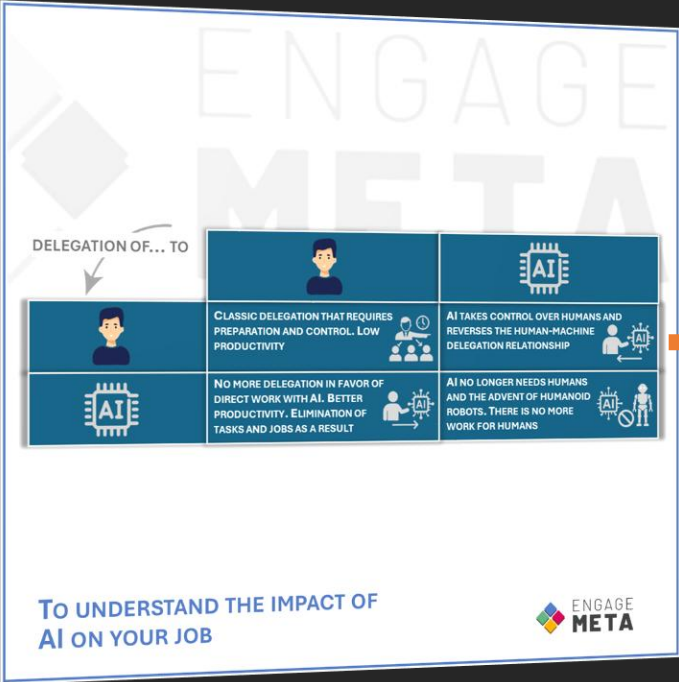 ENGAGE
META
DELEGATION OF... TO
AI
CLASSIC DELEGATION THAT REQUIRES
PREPARATION AND CONTROL. LOW
PRODUCTIVITY
AI TAKES CONTROL OVER HUMANS AND
REVERSES THE HUMAN-MACHINE
DELEGATION RELATIONSHIP
AI
AI
NO MORE DELEGATION IN FAVOR OF
DIRECT WORK WITH AI. BETTER
PRODUCTIVITY. ELIMINATION OF
TASKS AND JOBS AS A RESULT
AI
AI NO LONGER NEEDS HUMANS
AND THE ADVENT OF HUMANOID
ROBOTS. THERE IS NO MORE
WORK FOR HUMANS
AI
TO UNDERSTAND THE IMPACT OF
AI ON YOUR JOB
ENGAGE
META